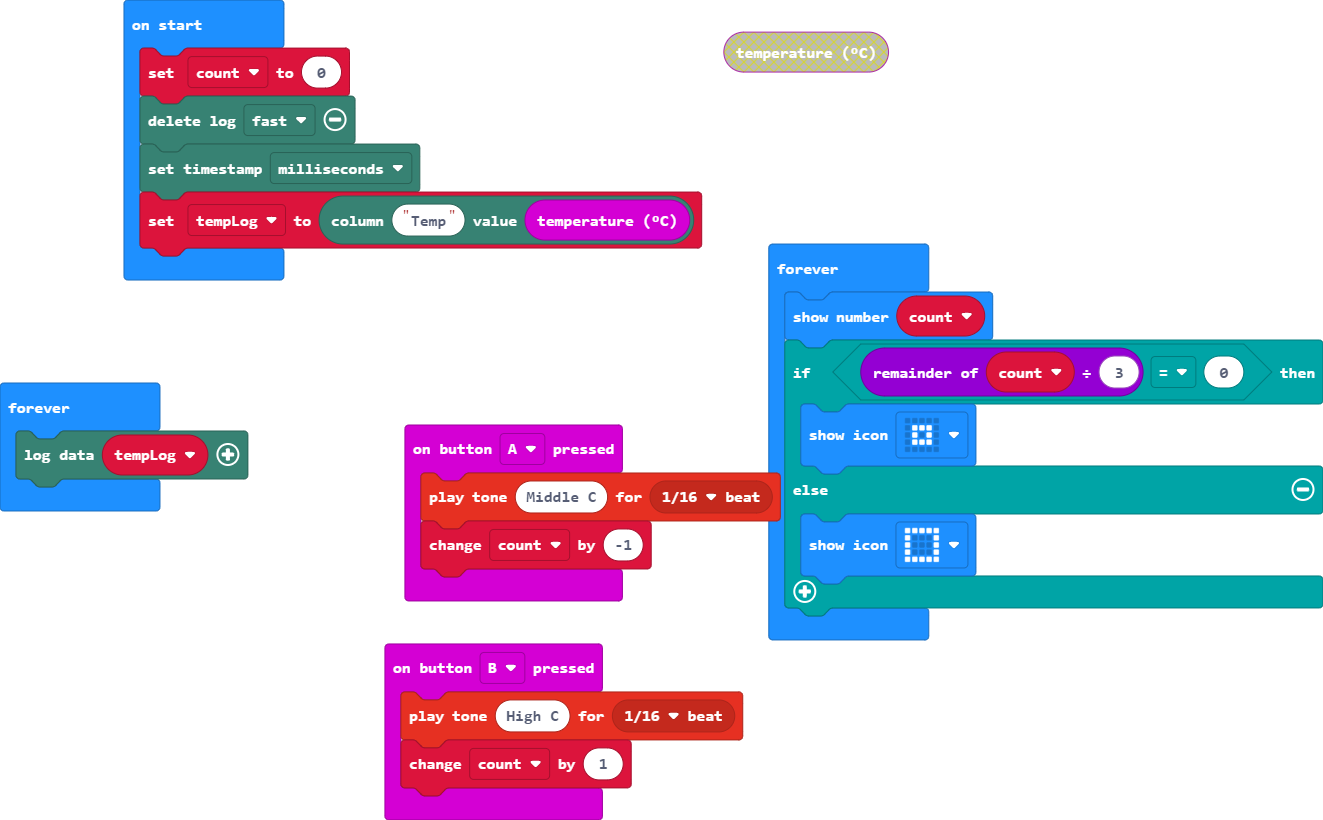 on start
set count to 0
delete log fast
set timestamp milliseconds
set tempLog to column "Temp" value temperature (ºC)
temperature (ºC)
forever
log data tempLog
on button A pressed
play tone Middle C for 1/16 beat
change count by -1
on button B pressed
play tone High C for 1/16 beat
change count by 1
forever
show number count
if remainder of count ÷ 3 = 0 then
show icon
else
show icon